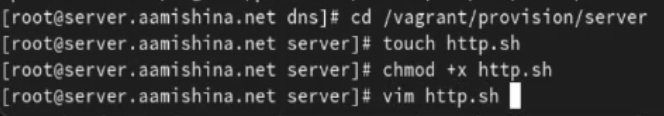 [root@server.aamishina.net dns]# cd /vagrant/provision/server
[root@server.aamishina.net server]# touch http.sh
[root@server.aamishina.net server]# chmod +x http.sh
[root@server.aamishina.net server]# vim http.sh